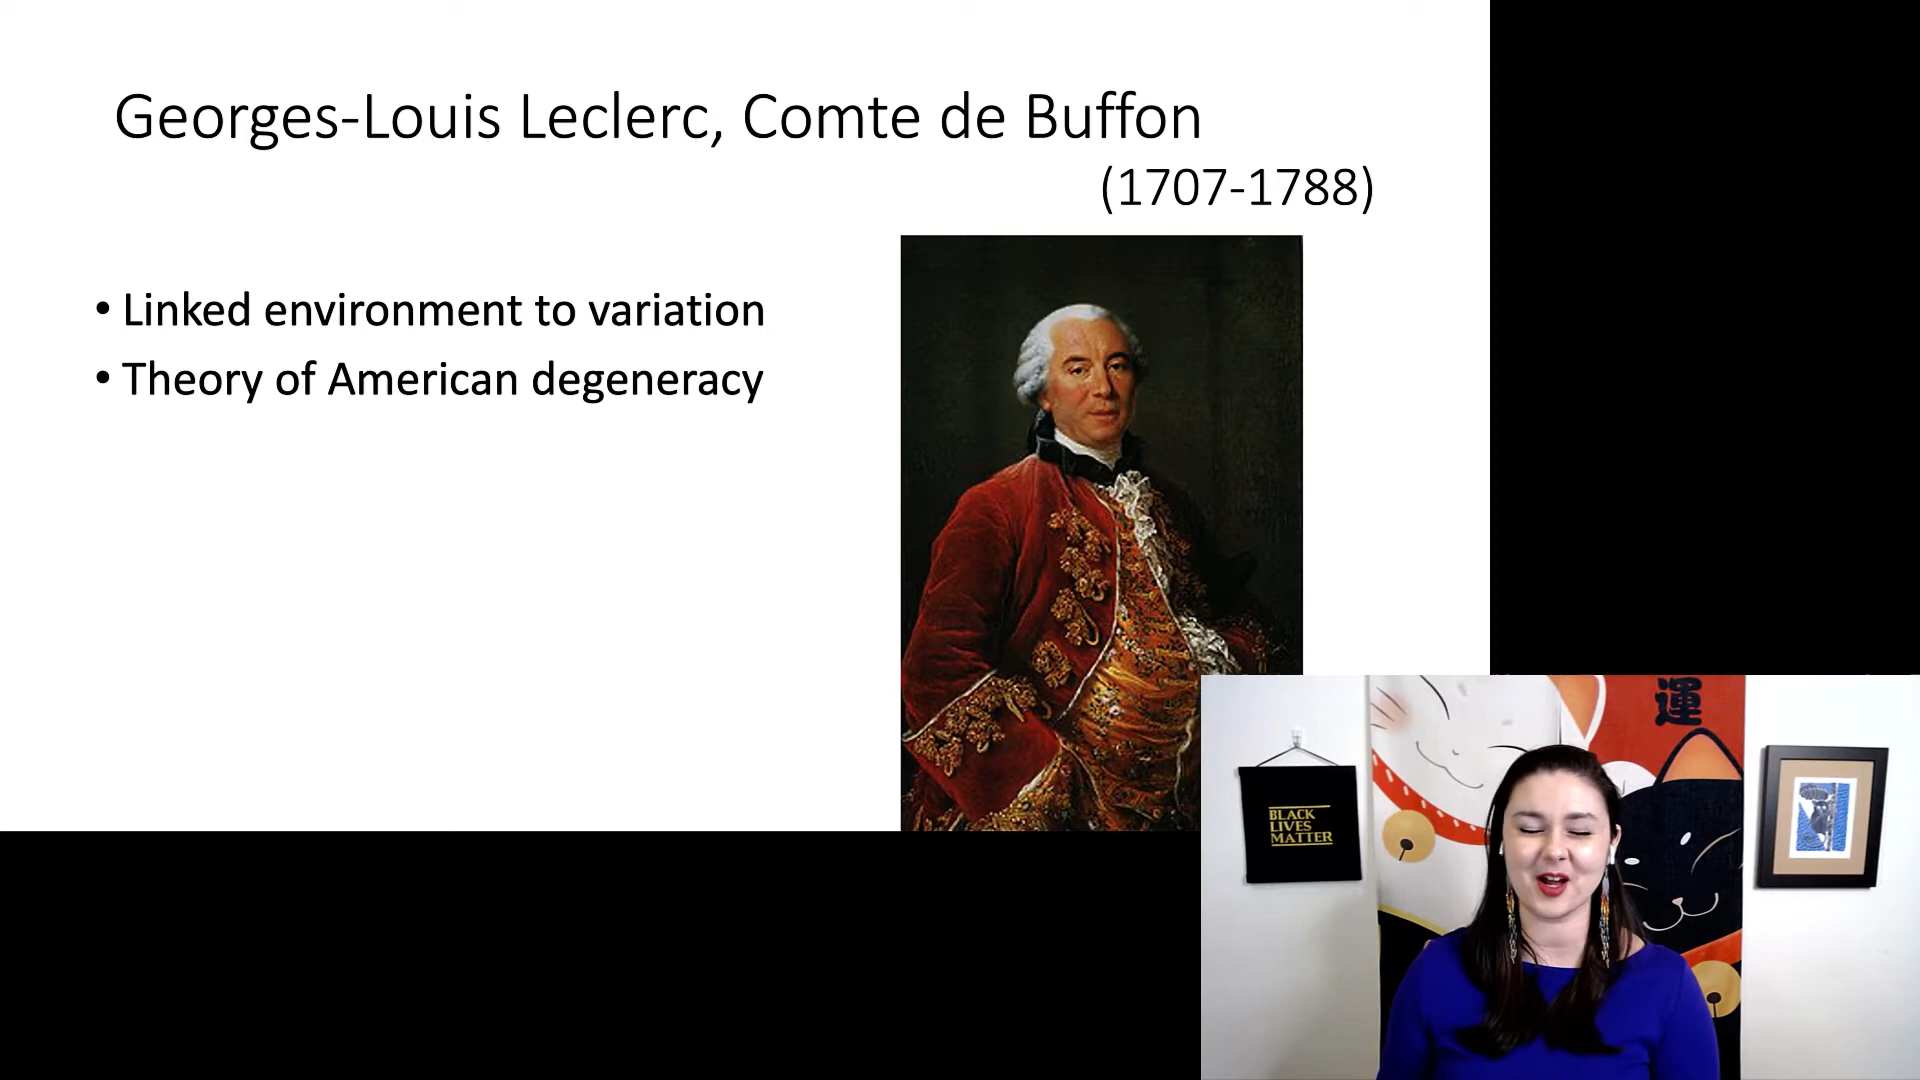 Georges-Louis Leclerc, Comte de Buffon
(1707-1788)
• Linked environment to variation
• Theory of American degeneracy
運
BLACK
LIVES
MATTER